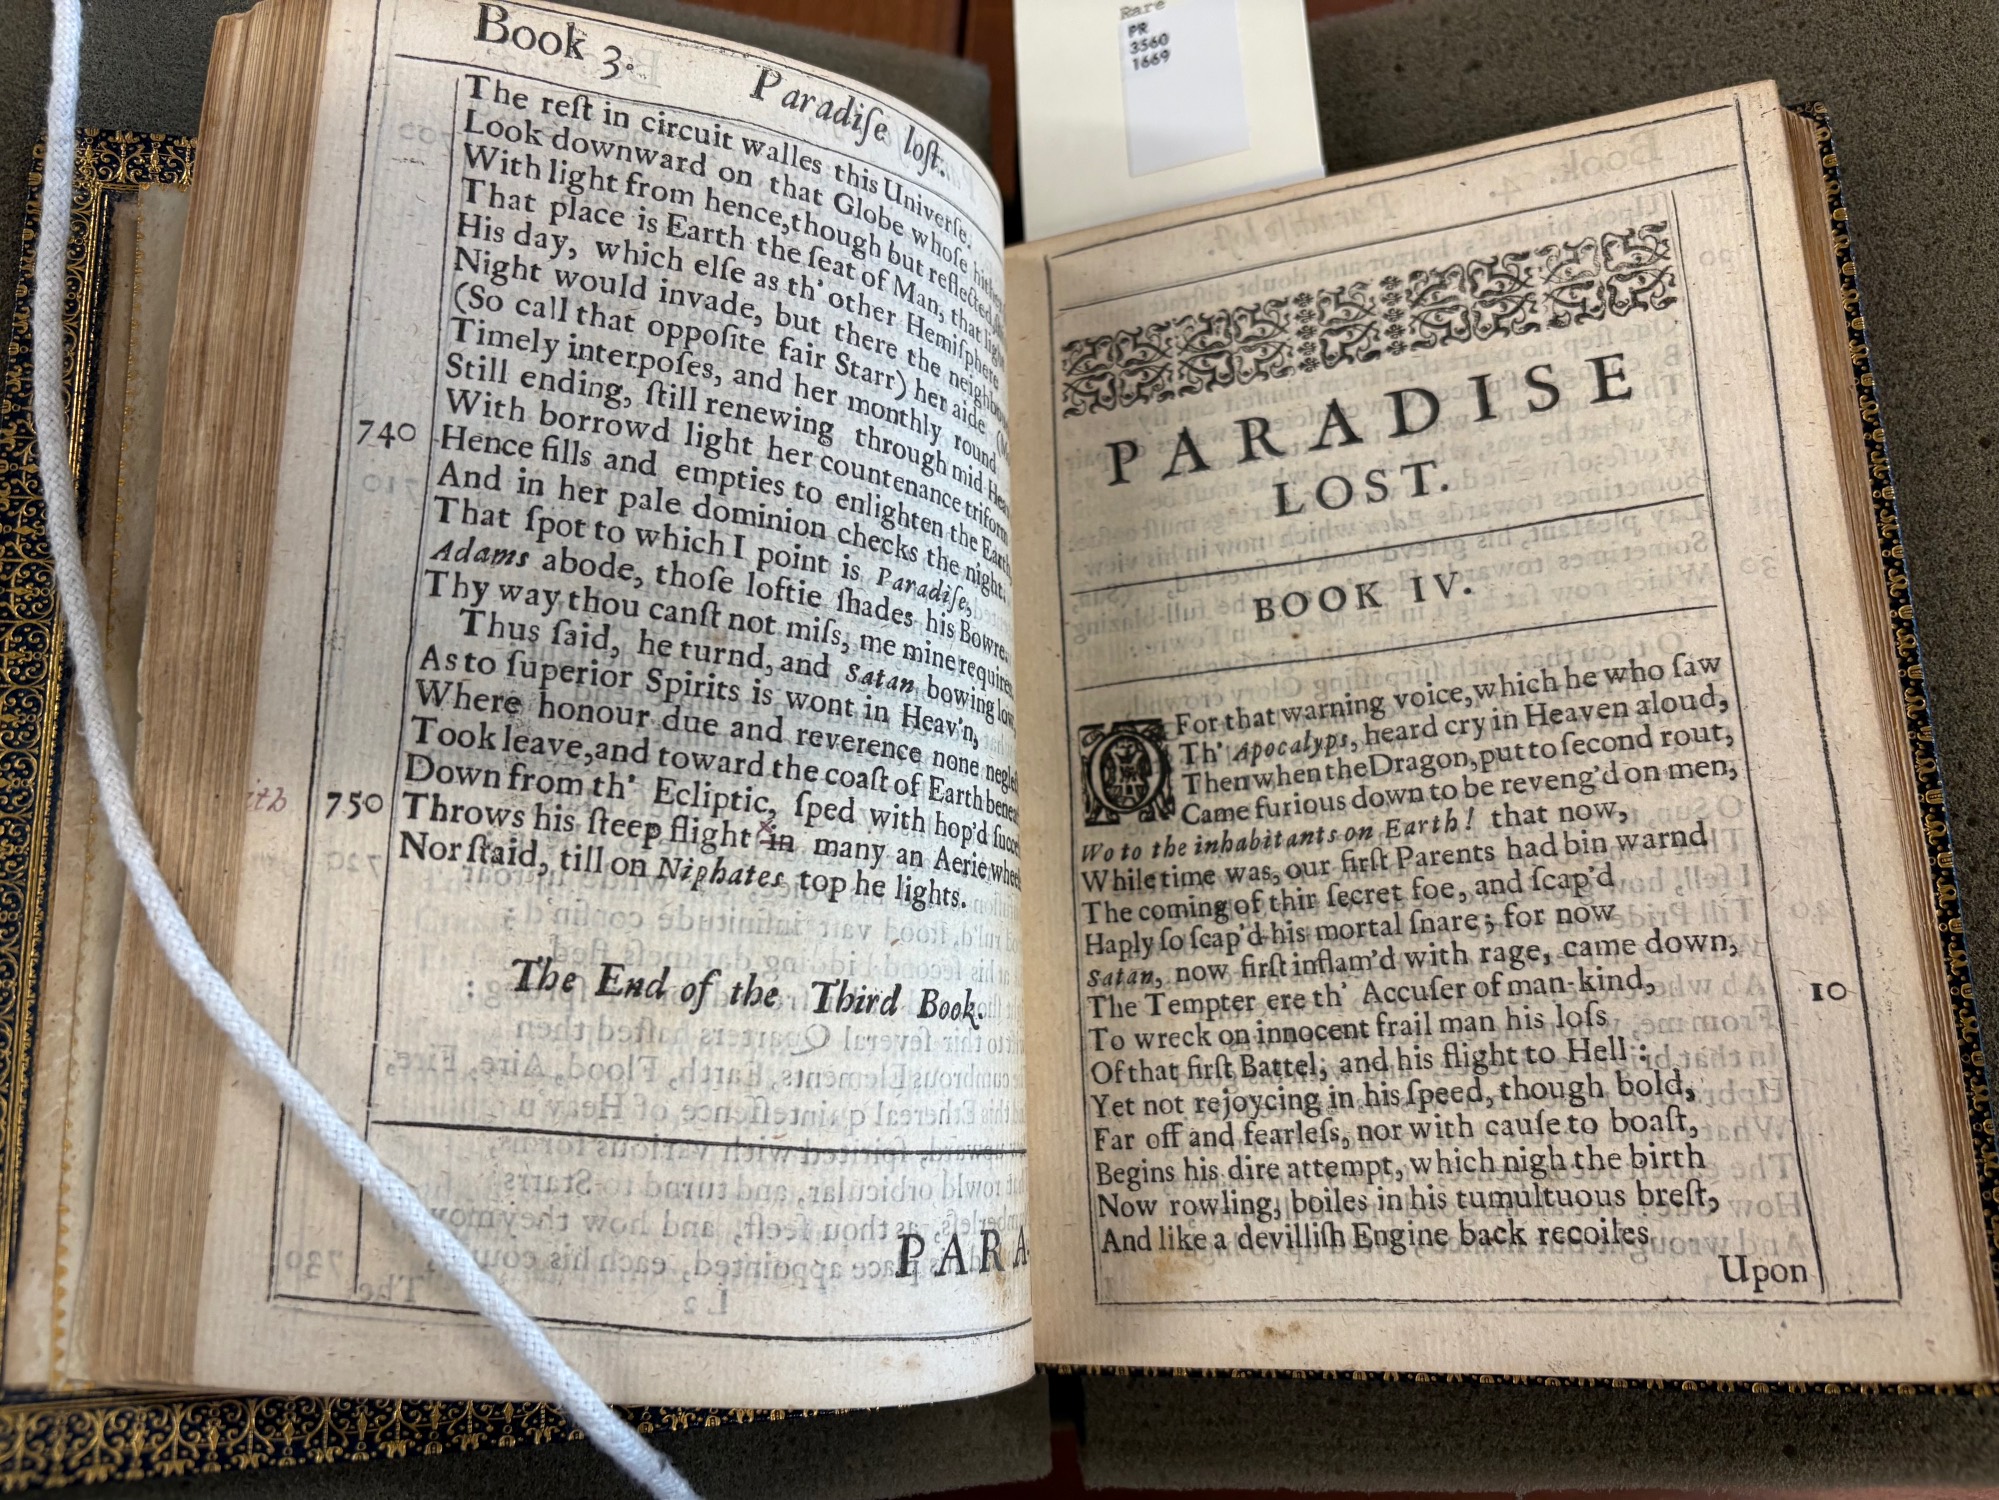 Rare
PR
3560
1669
Book 3.
Paradiſe loſt.
The reſt in circuit walles this Univerſe.
Look downward on that Globe whoſe hither
With light from hence, though but reflected,
That place is Earth the ſeat of Man, that light
His day, which elſe as th' other Hemiſphere
Night would invade, but there the neighbou
(So call that oppoſite fair Starr) her aide
Timely interpoſes, and her monthly round
Still ending, ſtill renewing through mid Hea
With borrowd light her countenance triform
740 Hence fills and empties to enlighten the Earth,
And in her pale dominion checks the night.
That ſpot to which I point is Paradiſe,
Adams abode, thoſe loftie ſhades his Bowre.
Thy way thou canſt not miſs, me mine requires.
Thus ſaid, he turnd, and Satan bowing low,
As to ſuperior Spirits is wont in Heav'n,
Where honour due and reverence none neglec
Took leave, and toward the coaſt of Earth benea
Down from th' Ecliptic, ſped with hop'd ſucce
750 Throws his ſteep flight in many an Aerie whee
Nor ſtaid, till on Niphates top he lights.
The End of the Third Book.
PARA-
PARADISE
LOST.
BOOK IV.
O For that warning voice, which he who ſaw
Th' Apocalyps, heard cry in Heaven aloud,
Then when the Dragon, put to ſecond rout,
Came furious down to be reveng'd on men,
Wo to the inhabitants on Earth! that now,
While time was, our firſt Parents had bin warnd
The coming of thir ſecret foe, and ſcap'd
Haply ſo ſcap'd his mortal ſnare; for now
Satan, now firſt inflam'd with rage, came down,
The Tempter ere th' Accuſer of man-kind, 10
To wreck on innocent frail man his loſs
Of that firſt Battel, and his flight to Hell:
Yet not rejoycing in his ſpeed, though bold,
Far off and fearleſs, nor with cauſe to boaſt,
Begins his dire attempt, which nigh the birth
Now rowling, boiles in his tumultuous breſt,
And like a devilliſh Engine back recoiles
Upon